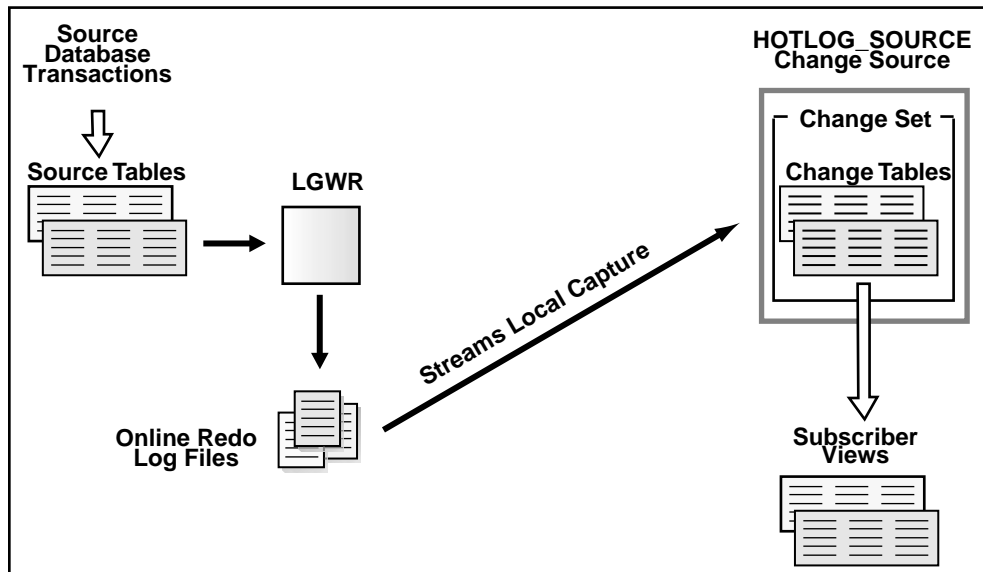 Source
Database
Transactions
Source Tables
LGWR
Online Redo
Log Files
Streams Local Capture
HOTLOG_SOURCE
Change Source
Change Set
Change Tables
Subscriber
Views